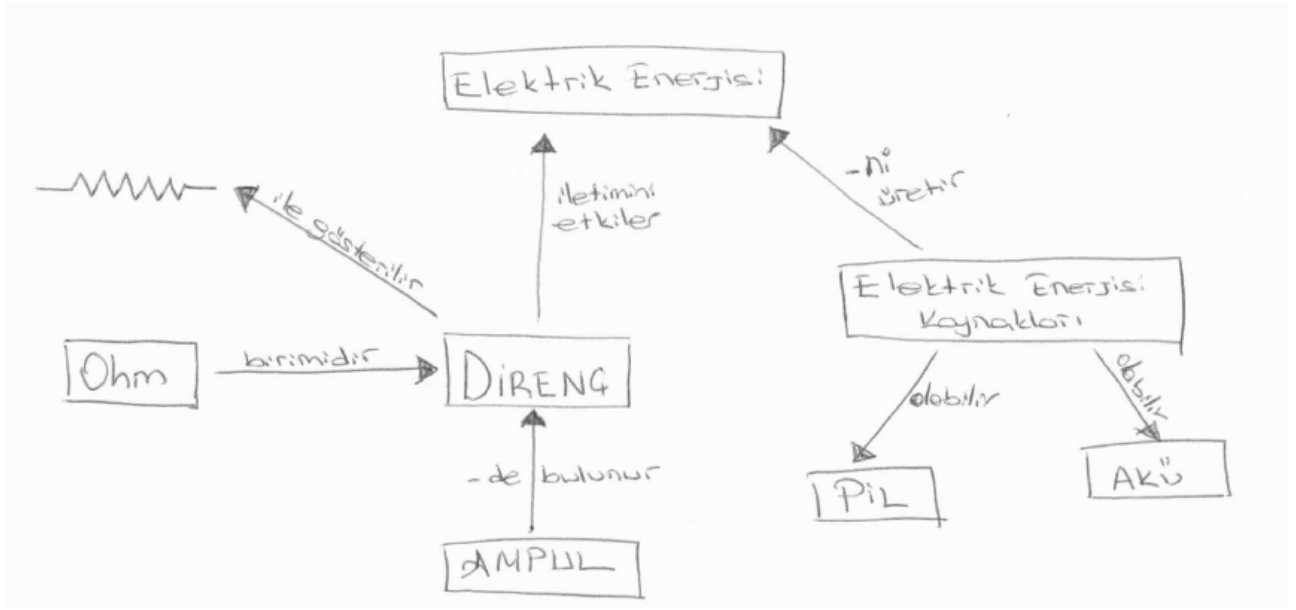 Elektrik Enerjisi
-ni
üretir
iletimini
etkiler
ile gösterilir
Elektrik Enerjisi
Kaynakları
Ohm
birimidir
DİRENÇ
olabilir
olabilir
-de bulunur
PİL
AKÜ
AMPUL